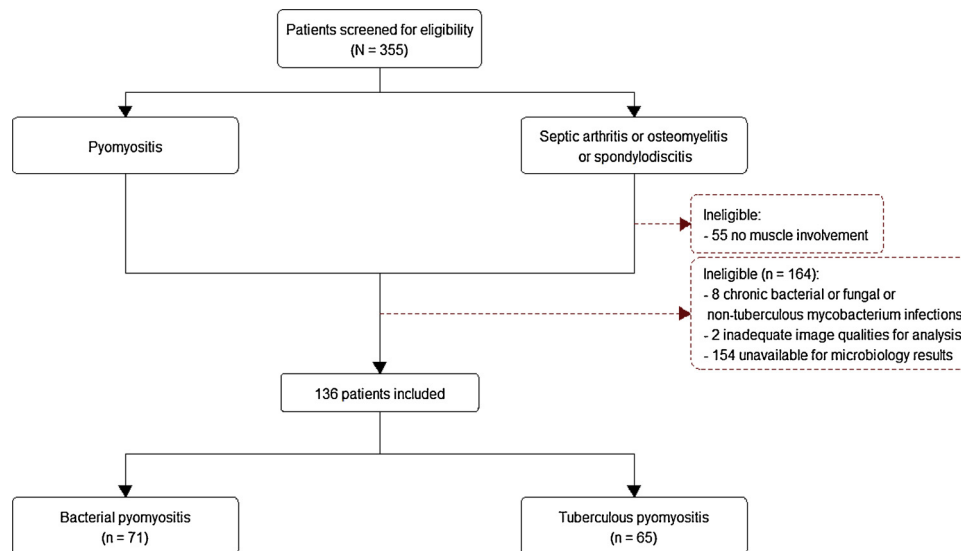 Patients screened for eligibility
(N = 355)
Pyomyositis
Septic arthritis or osteomyelitis
or spondylodiscitis
Ineligible:
- 55 no muscle involvement
Ineligible (n = 164):
- 8 chronic bacterial or fungal or
non-tuberculous mycobacterium infections
- 2 inadequate image qualities for analysis
- 154 unavailable for microbiology results
136 patients included
Bacterial pyomyositis
(n = 71)
Tuberculous pyomyositis
(n = 65)